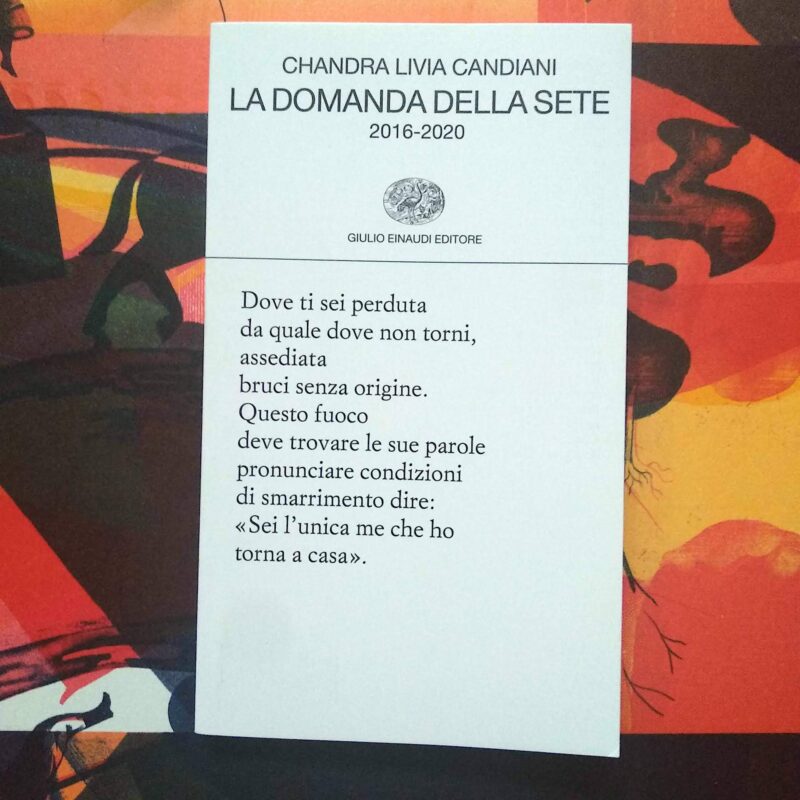 CHANDRA LIVIA CANDIANI
LA DOMANDA DELLA SETE
2016-2020
GIULIO EINAUDI EDITORE
Dove ti sei perduta
da quale dove non torni,
assediata
bruci senza origine.
Questo fuoco
deve trovare le sue parole
pronunciare condizioni
di smarrimento dire:
«Sei l’unica me che ho
torna a casa».